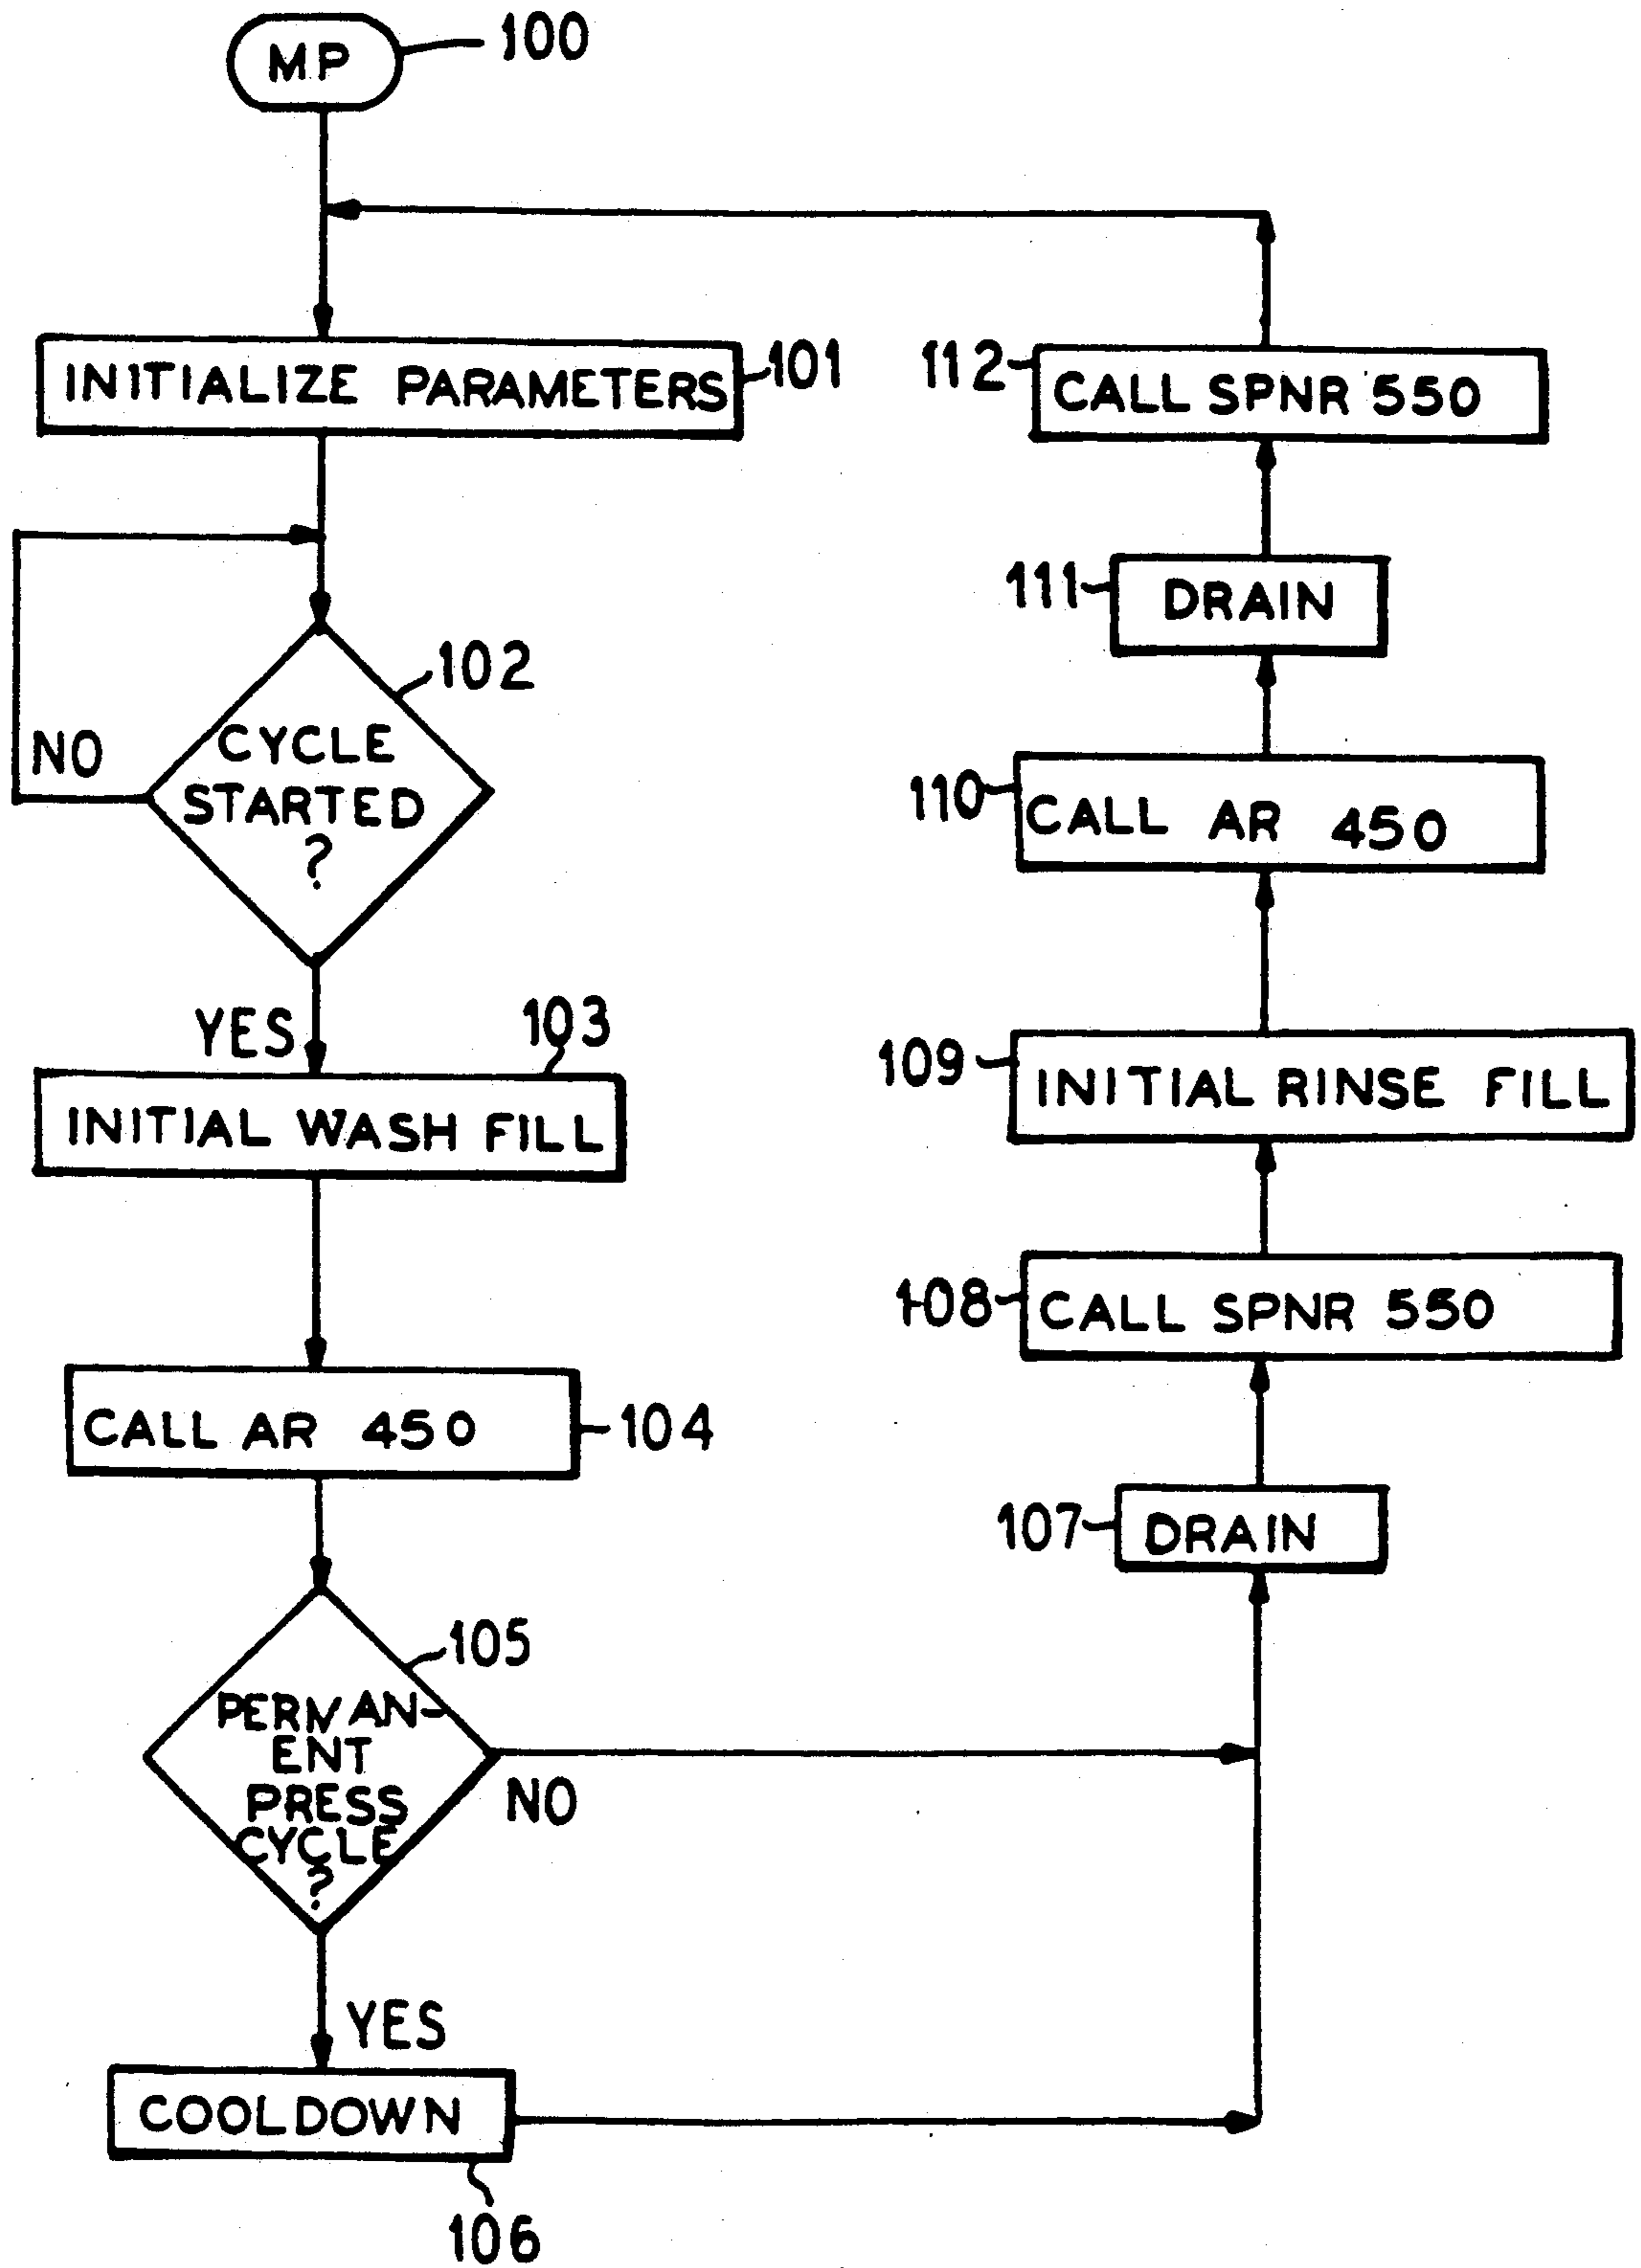 MP
100
INITIALIZE PARAMETERS
101
CYCLE
STARTED
?
102
NO
YES
103
INITIAL WASH FILL
CALL AR 450
104
105
PERMAN-
ENT
PRESS
CYCLE
?
NO
YES
COOLDOWN
106
107
DRAIN
108
CALL SPNR 550
109
INITIAL RINSE FILL
110
CALL AR 450
111
DRAIN
112
CALL SPNR 550